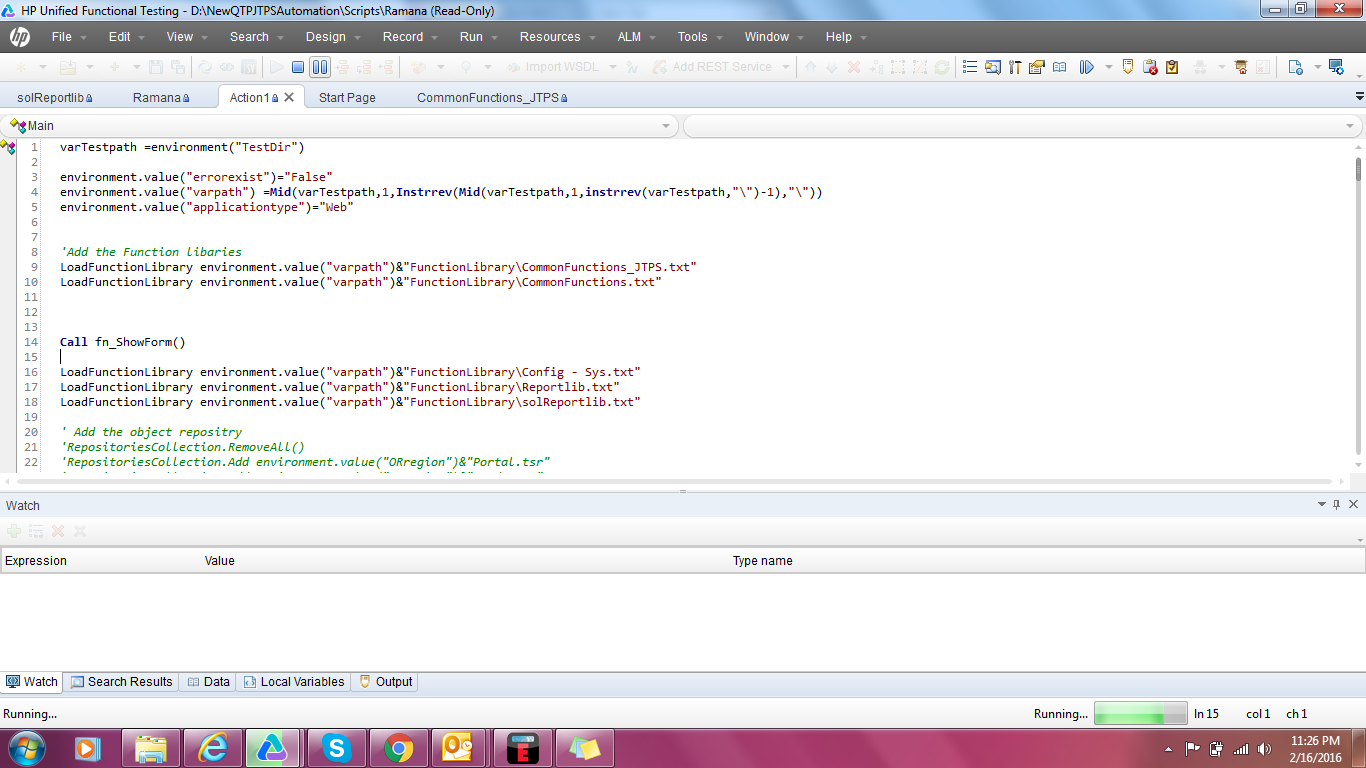 HP Unified Functional Testing - D:\NewQTPJTPSAutomation\Scripts\Ramana (Read-Only)
hp File Edit View Search Design Record Run Resources ALM Tools Window Help
Import WSDL Add REST Service
solReportlib Ramana Action1 Start Page CommonFunctions_JTPS
Main
1 varTestpath =environment("TestDir")
2
3 environment.value("errorexist")="False"
4 environment.value("varpath") =Mid(varTestpath,1,Instrrev(Mid(varTestpath,1,instrrev(varTestpath,"\")-1),"\"))
5 environment.value("applicationtype")="Web"
6
7
8 'Add the Function libaries
9 LoadFunctionLibrary environment.value("varpath")&"FunctionLibrary\CommonFunctions_JTPS.txt"
10 LoadFunctionLibrary environment.value("varpath")&"FunctionLibrary\CommonFunctions.txt"
11
12
13
14 Call fn_ShowForm()
15
16 LoadFunctionLibrary environment.value("varpath")&"FunctionLibrary\Config - Sys.txt"
17 LoadFunctionLibrary environment.value("varpath")&"FunctionLibrary\Reportlib.txt"
18 LoadFunctionLibrary environment.value("varpath")&"FunctionLibrary\solReportlib.txt"
19
20 ' Add the object repositry
21 'RepositoriesCollection.RemoveAll()
22 'RepositoriesCollection.Add environment.value("ORregion")&"Portal.tsr"
Watch
Expression Value Type name
Watch Search Results Data Local Variables Output
Running... Running... ln 15 col 1 ch 1
11:26 PM
2/16/2016